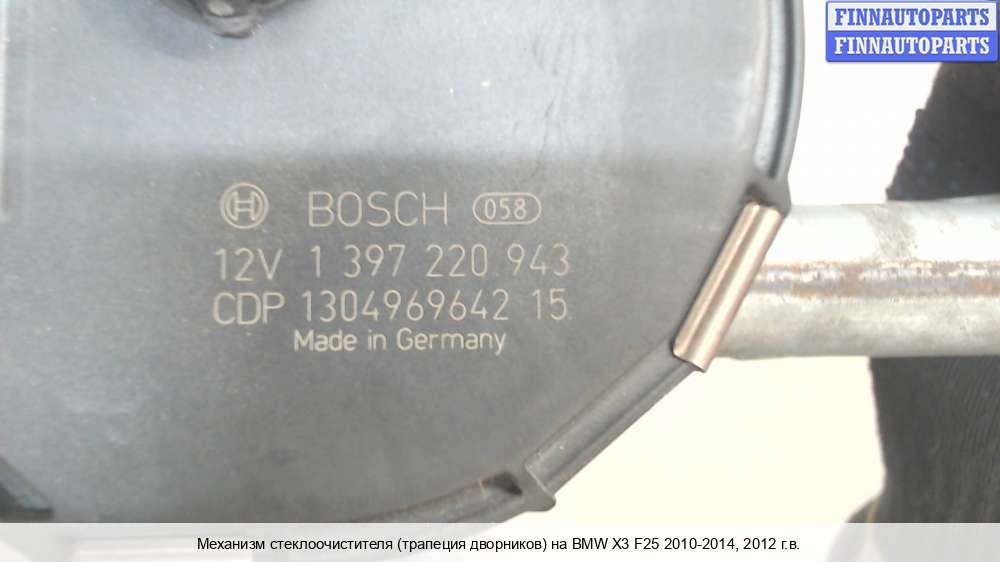 FINNAUTOPARTS
FINNAUTOPARTS
BOSCH 058
12V 1 397 220 943
CDP 1304969642 15
Made in Germany
Механизм стеклоочистителя (трапеция дворников) на BMW X3 F25 2010-2014, 2012 г.в.